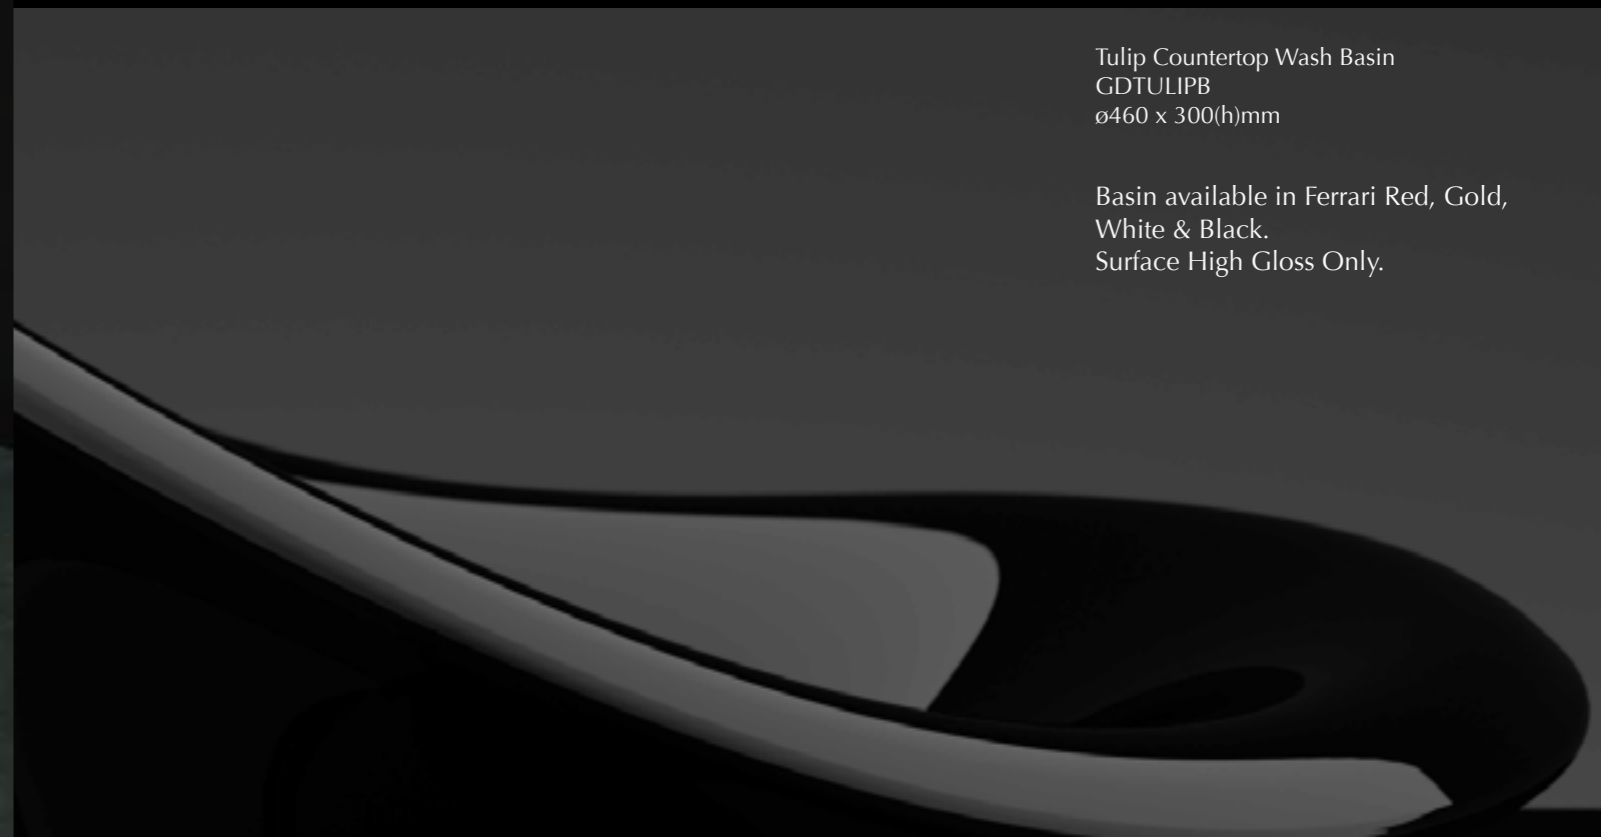 Tulip Countertop Wash Basin
GDTULIPB
ø460 x 300(h)mm
Basin available in Ferrari Red, Gold,
White & Black.
Surface High Gloss Only.